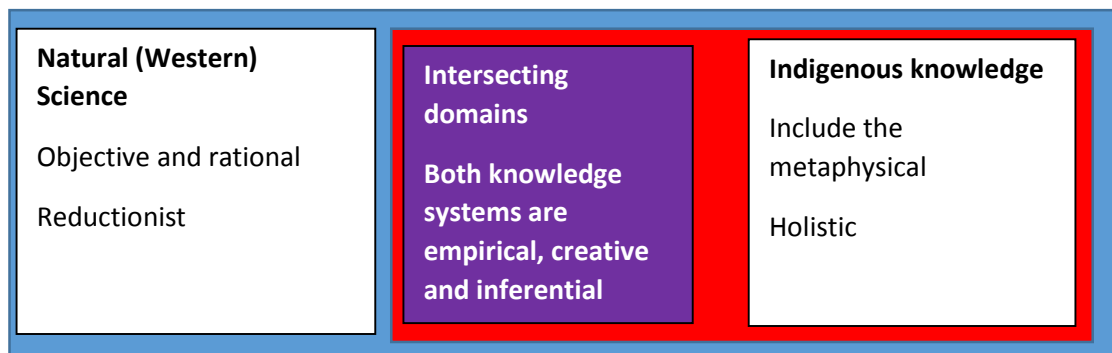 Natural (Western)
Science
Objective and rational
Reductionist
Intersecting
domains
Both knowledge
systems are
empirical, creative
and inferential
Indigenous knowledge
Include the
metaphysical
Holistic